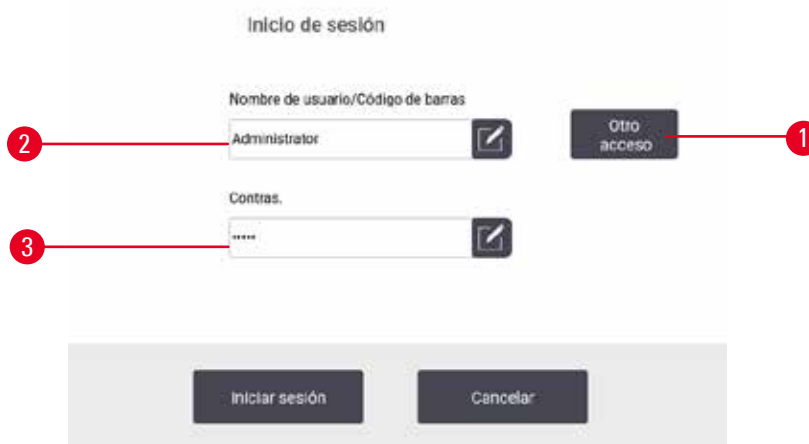 Inicio de sesión
Nombre de usuario/Código de barras
2
Administrator
Otro
acceso
1
Contras.
3
•••••
Iniciar sesión
Cancelar